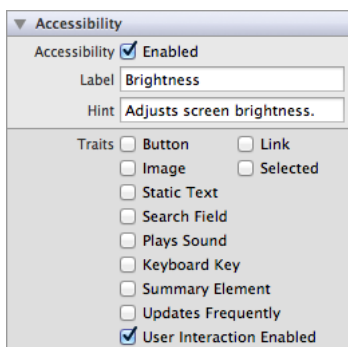 Accessibility
Accessibility Enabled
Label Brightness
Hint Adjusts screen brightness.
Traits Button Link
Image Selected
Static Text
Search Field
Plays Sound
Keyboard Key
Summary Element
Updates Frequently
User Interaction Enabled